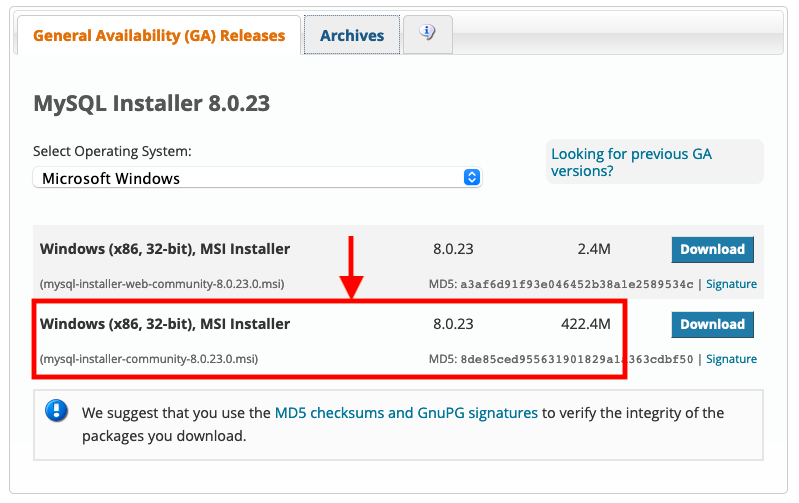 General Availability (GA) Releases
Archives
MySQL Installer 8.0.23
Select Operating System:
Microsoft Windows
Looking for previous GA
versions?
Windows (x86, 32-bit), MSI Installer 8.0.23 2.4M Download
(mysql-installer-web-community-8.0.23.0.msi) MD5: a3af6d91f93e046452b38a1e2589534c | Signature
Windows (x86, 32-bit), MSI Installer 8.0.23 422.4M Download
(mysql-installer-community-8.0.23.0.msi) MD5: 8de85ced955631901829a1a363cdbf50 | Signature
We suggest that you use the MD5 checksums and GnuPG signatures to verify the integrity of the
packages you download.